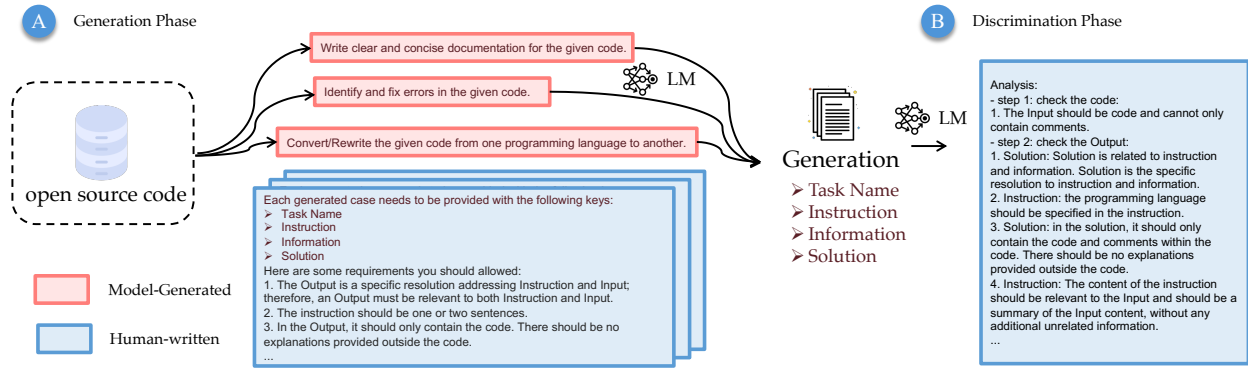 A
Generation Phase
open source code
Model-Generated
Human-written
Write clear and concise documentation for the given code.
Identify and fix errors in the given code.
Convert/Rewrite the given code from one programming language to another.
LM
Each generated case needs to be provided with the following keys:
➢ Task Name
➢ Instruction
➢ Information
➢ Solution
Here are some requirements you should allowed:
1. The Output is a specific resolution addressing Instruction and Input;
therefore, an Output must be relevant to both Instruction and Input.
2. The instruction should be one or two sentences.
3. In the Output, it should only contain the code. There should be no
explanations provided outside the code.
...
Generation
➢ Task Name
➢ Instruction
➢ Information
➢ Solution
LM
B
Discrimination Phase
Analysis:
- step 1: check the code:
1. The Input should be code and cannot only
contain comments.
- step 2: check the Output:
1. Solution: Solution is related to instruction
and information. Solution is the specific
resolution to instruction and information.
2. Instruction: the programming language
should be specified in the instruction.
3. Solution: in the solution, it should only
contain the code and comments within the
code. There should be no explanations
provided outside the code.
4. Instruction: The content of the instruction
should be relevant to the Input and should be a
summary of the Input content, without any
additional unrelated information.
...